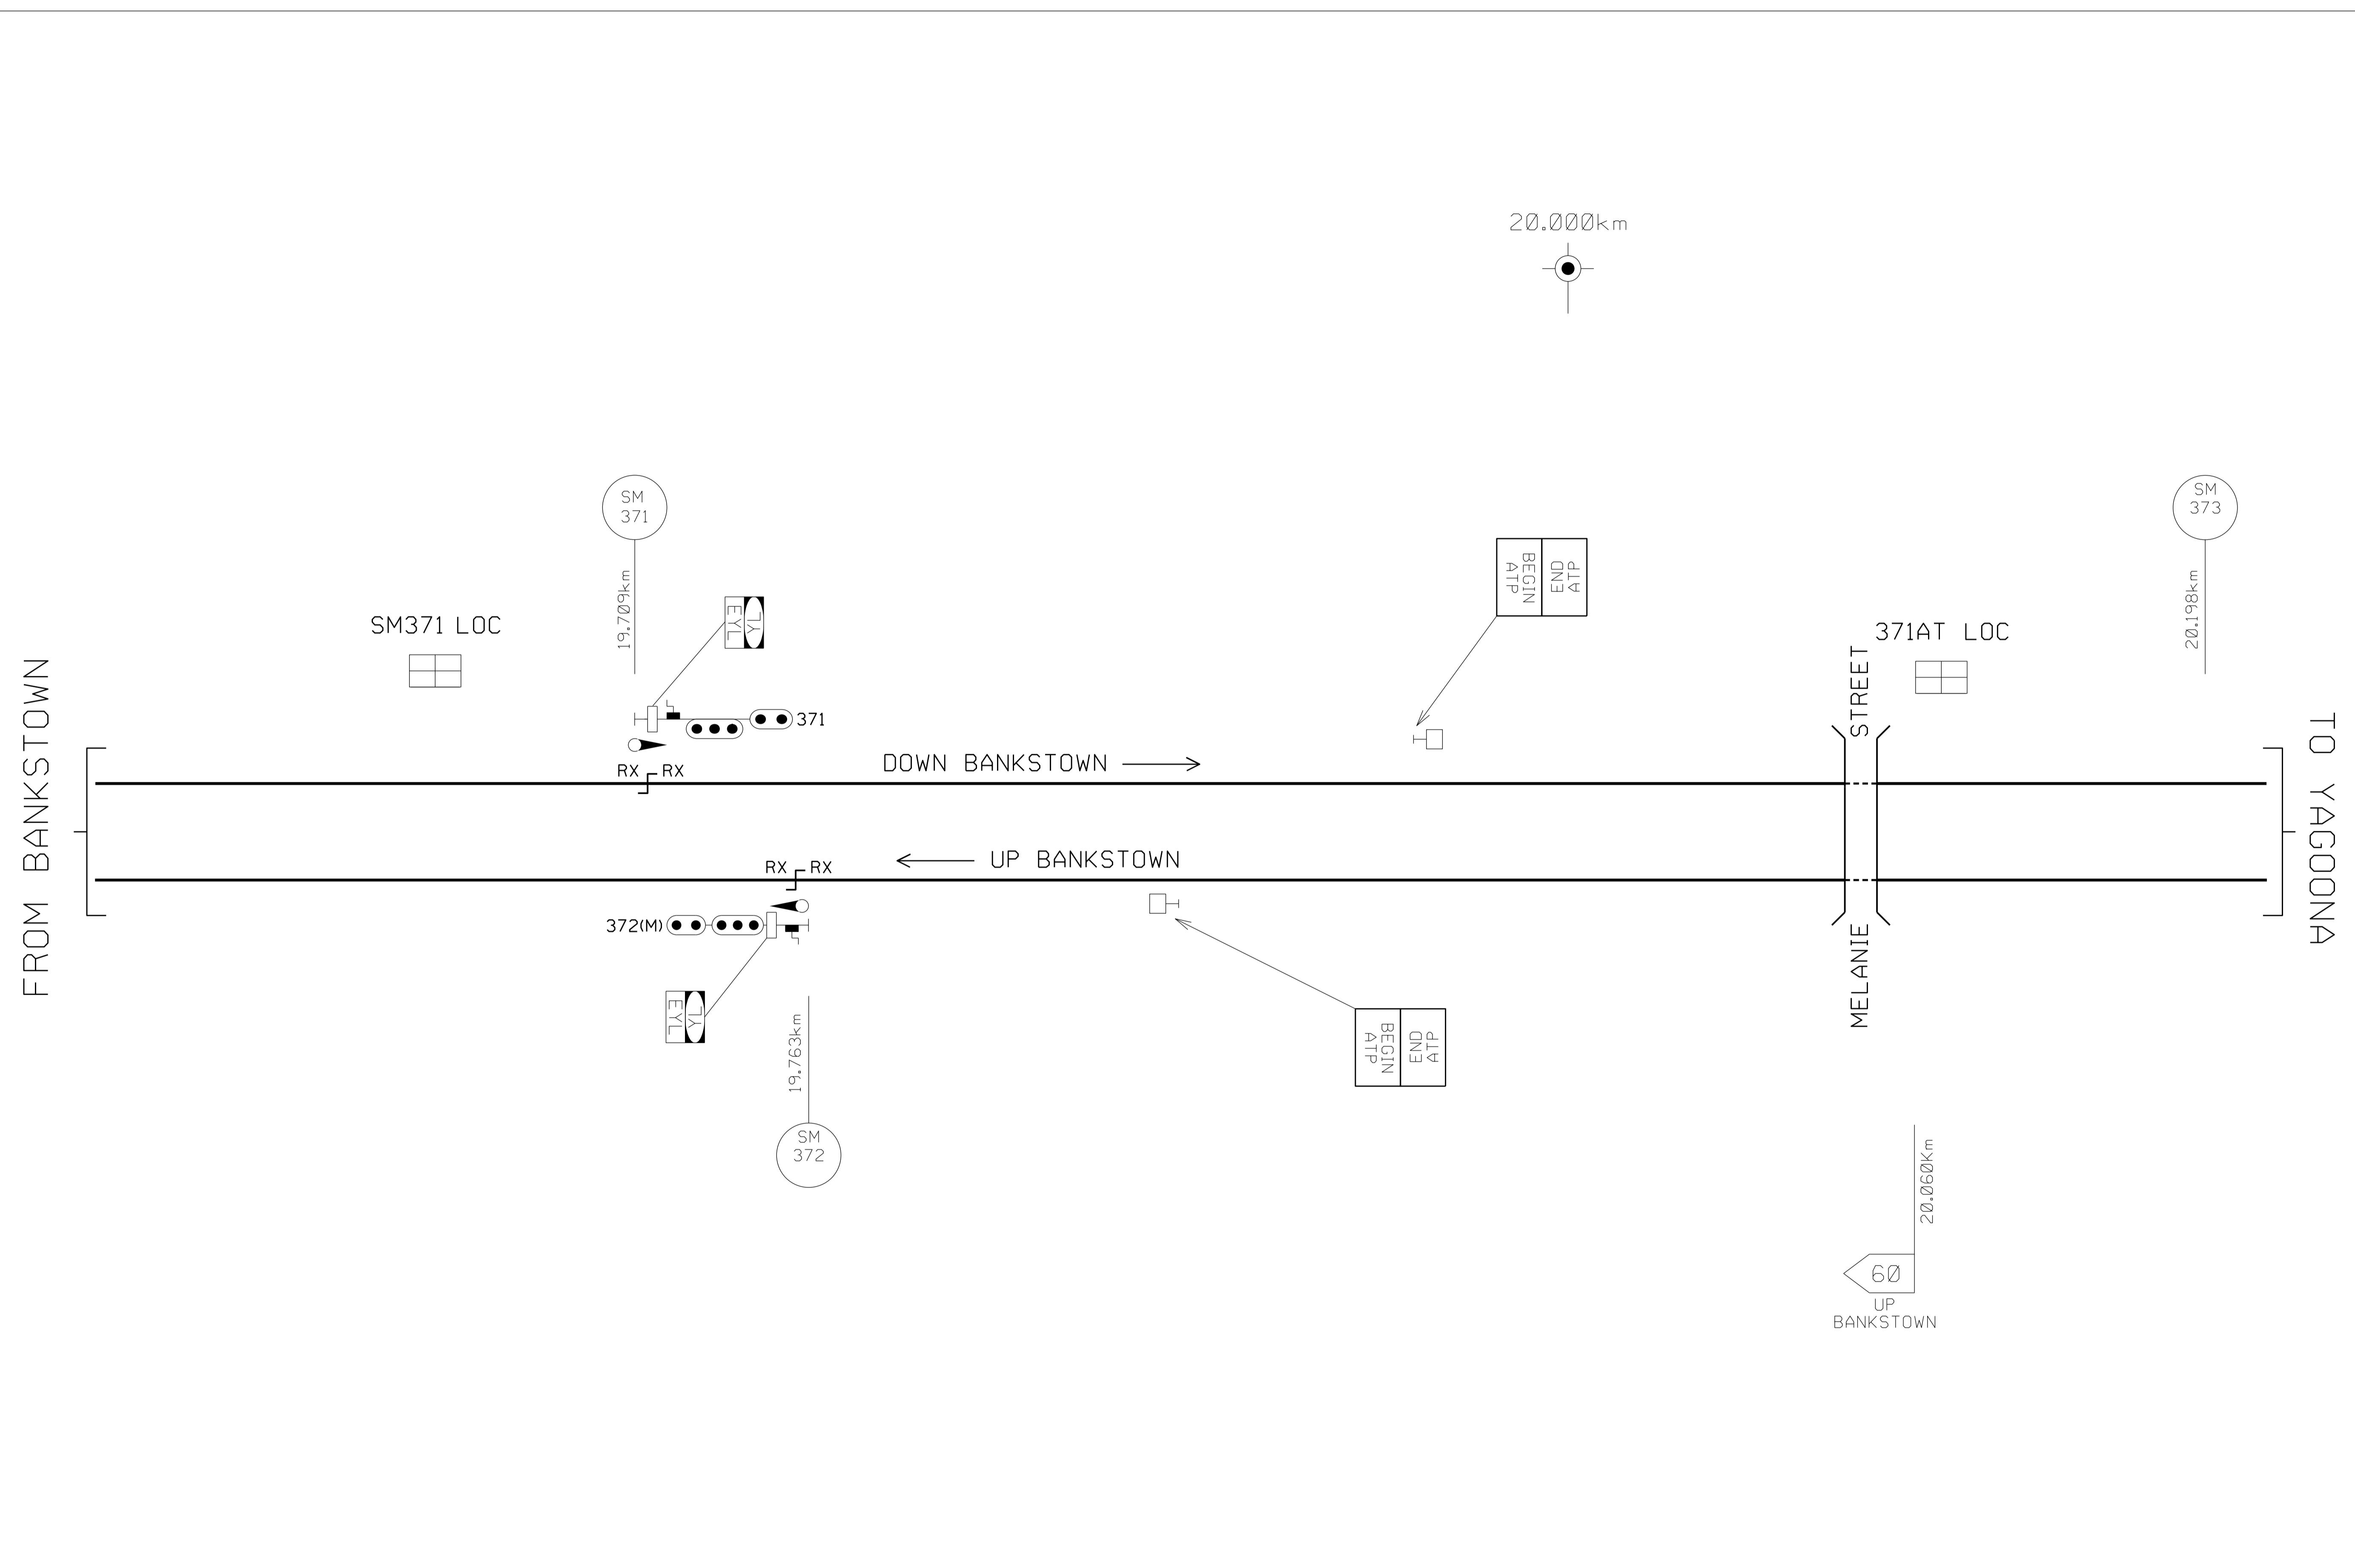 20.000km
SM
371
SM
373
19.709km
20.198km
EYL
YL
BEGIN
ATP
END
ATP
SM371 LOC
371AT LOC
371
RX RX
DOWN BANKSTOWN
MELANIE STREET
FROM BANKSTOWN
TO YAGOONA
UP BANKSTOWN
RX RX
372(M)
EYL
YL
19.763km
BEGIN
ATP
END
ATP
SM
372
20.060Km
60
UP
BANKSTOWN